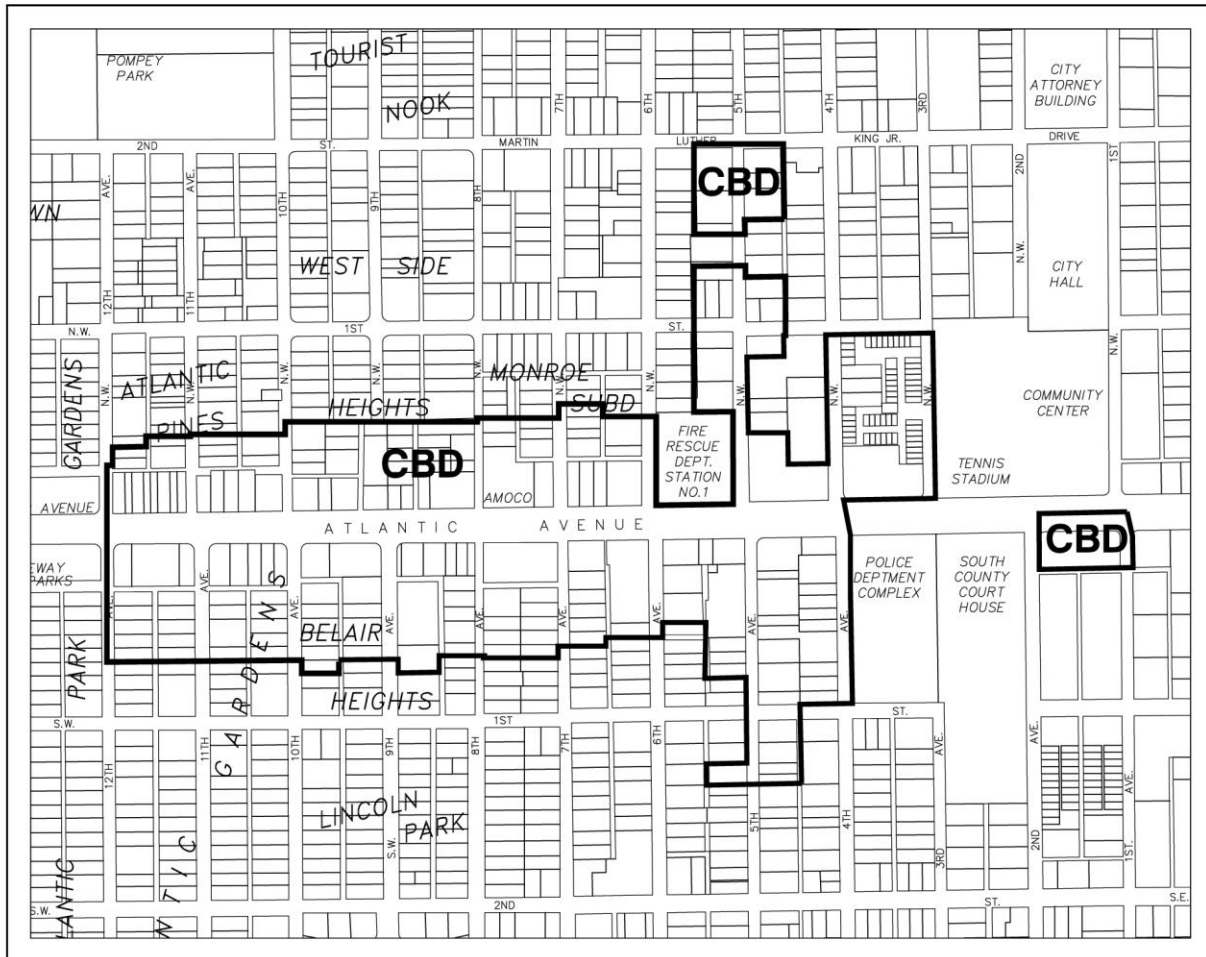 TOURIST
NOOK
POMPEY
PARK
CITY
ATTORNEY
BUILDING
7TH
6TH
5TH
4TH
3RD
2ND
ST.
MARTIN
LUTHER
KING JR.
DRIVE
AVE.
AVE.
10TH
9TH
8TH
2ND
1ST
CBD
WN
WEST SIDE
12TH
11TH
N.W.
CITY
HALL
N.W.
1ST
ST.
N.W.
GARDENS
ATLANTIC
PINES
N.W.
N.W.
N.W.
N.W.
N.W.
N.W.
N.W.
N.W.
N.W.
N.W.
MONROE
SUBD
HEIGHTS
COMMUNITY
CENTER
FIRE
RESCUE
DEPT.
STATION
NO.1
CBD
AMOCO
TENNIS
STADIUM
AVENUE
ATLANTIC AVENUE
CBD
EWAY
PARKS
POLICE
DEPTMENT
COMPLEX
SOUTH
COUNTY
COURT
HOUSE
AVE.
AVE.
AVE.
AVE.
AVE.
AVE.
AVE.
AVE.
AVE.
PARK
GARDENS
BELAIR
HEIGHTS
S.W.
1ST
ST.
12TH
11TH
10TH
9TH
8TH
7TH
6TH
5TH
4TH
3RD
AVE.
2ND
AVE.
1ST.
AVE.
LINCOLN
PARK
S.W.
LANTIC
NTIC
S.W.
2ND
ST.
S.E.